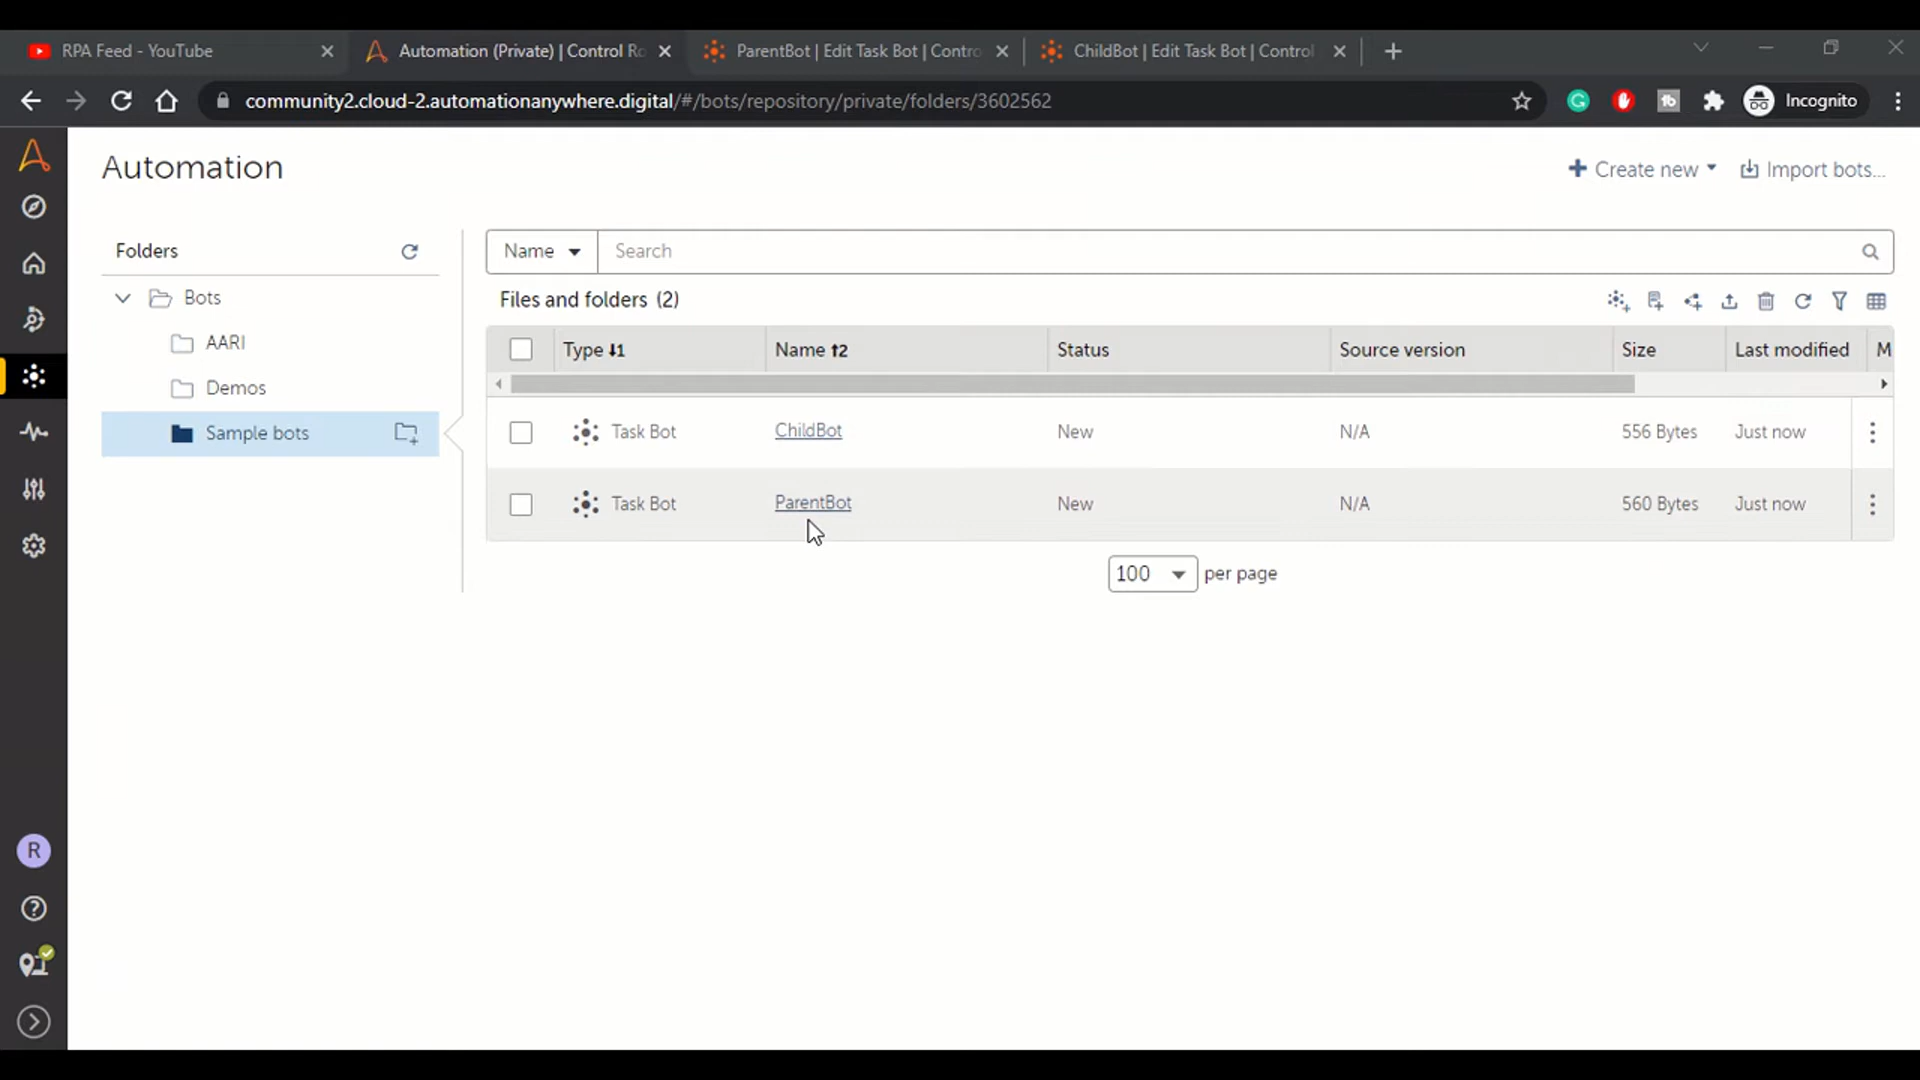 RPA Feed - YouTube
Automation (Private) | Control Ro
ParentBot | Edit Task Bot | Contro
ChildBot | Edit Task Bot | Control
community2.cloud-2.automationanywhere.digital/#/bots/repository/private/folders/3602562
Incognito
Automation
Create new
Import bots...
Folders
Bots
AARI
Demos
Sample bots
Name
Search
Files and folders (2)
Type 1 Name 2 Status Source version Size Last modified M
Task Bot ChildBot New N/A 556 Bytes Just now
Task Bot ParentBot New N/A 560 Bytes Just now
100 per page
R